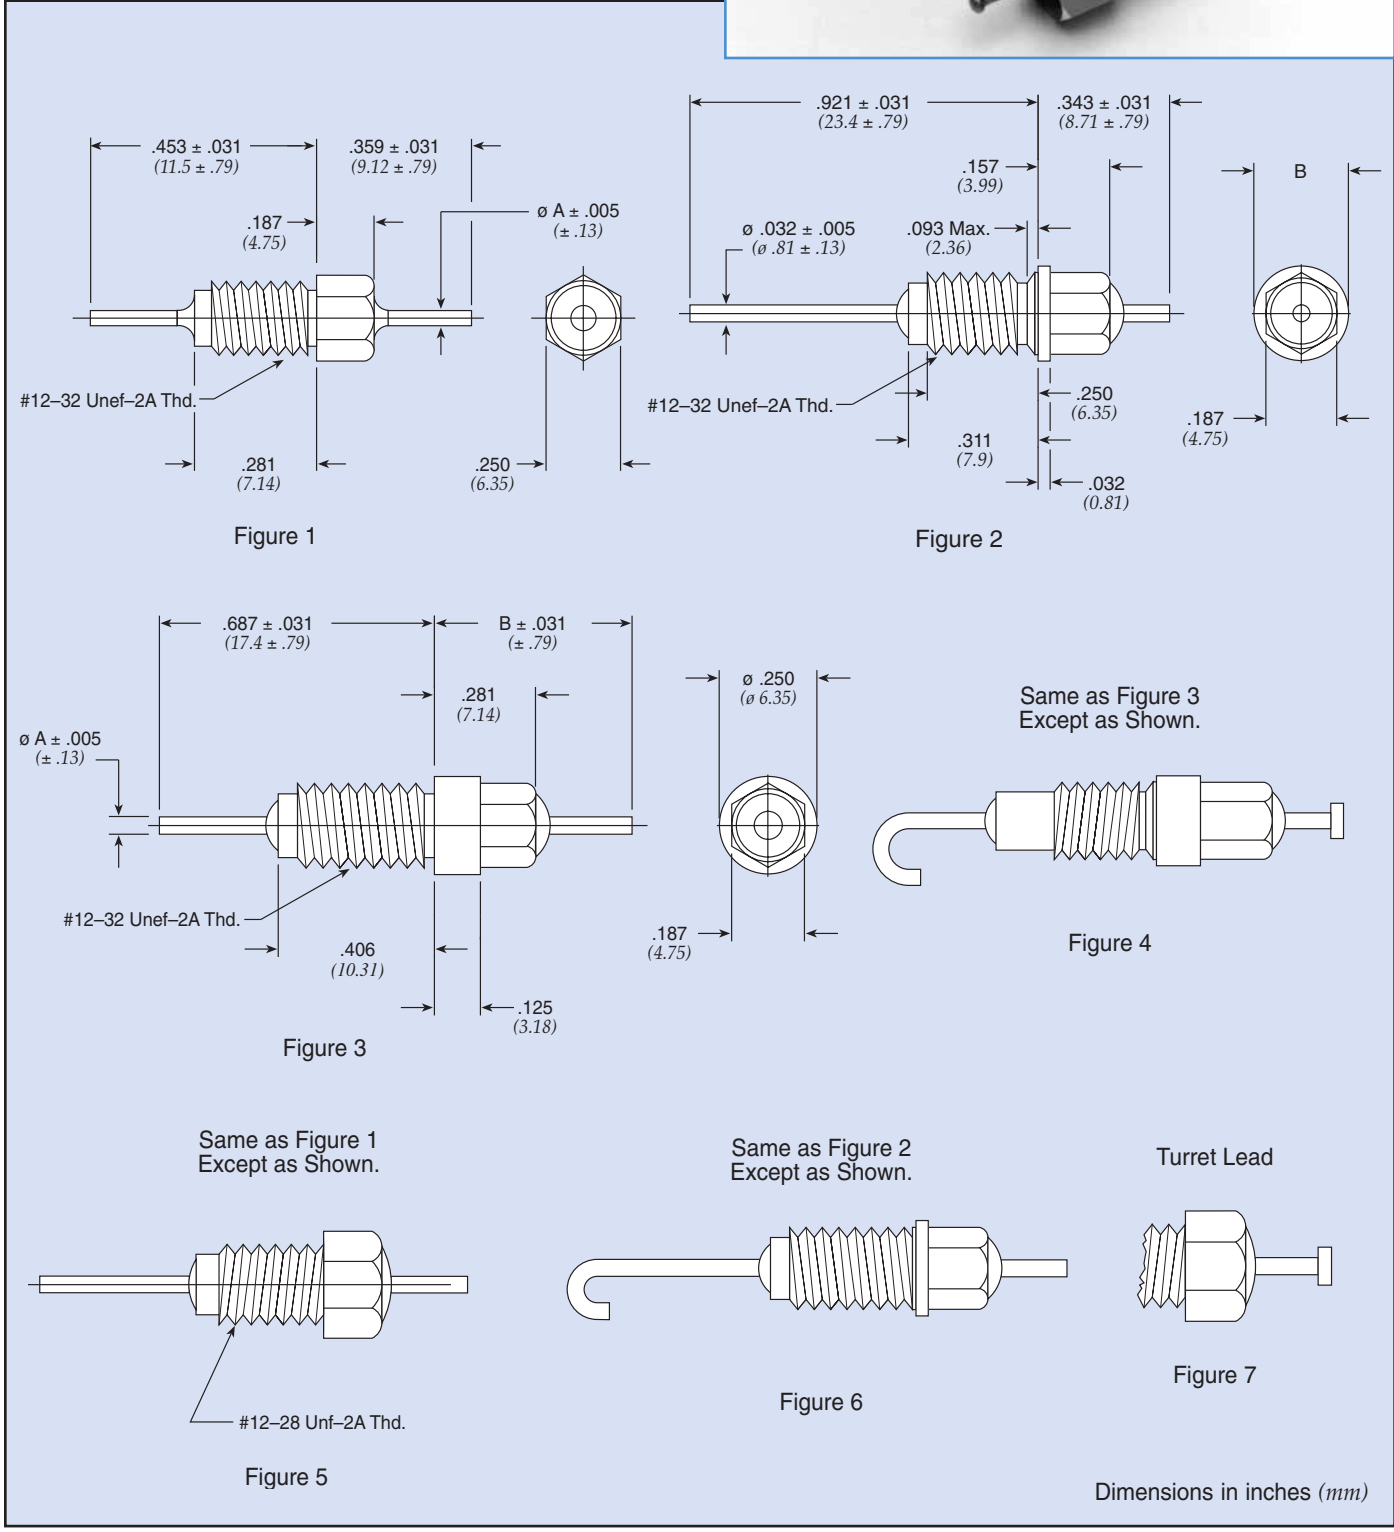 .453 ± .031
(11.5 ± .79)
.359 ± .031
(9.12 ± .79)
.187
(4.75)
ø A ± .005
(± .13)
#12–32 Unef–2A Thd.
.281
(7.14)
.250
(6.35)
Figure 1
.921 ± .031
(23.4 ± .79)
.343 ± .031
(8.71 ± .79)
.157
(3.99)
B
ø .032 ± .005
(ø .81 ± .13)
.093 Max.
(2.36)
#12–32 Unef–2A Thd.
.250
(6.35)
.311
(7.9)
.032
(0.81)
.187
(4.75)
Figure 2
.687 ± .031
(17.4 ± .79)
B ± .031
(± .79)
.281
(7.14)
ø A ± .005
(± .13)
ø .250
(ø 6.35)
#12–32 Unef–2A Thd.
.406
(10.31)
.125
(3.18)
.187
(4.75)
Figure 3
Same as Figure 3
Except as Shown.
Figure 4
Same as Figure 1
Except as Shown.
#12–28 Unf–2A Thd.
Figure 5
Same as Figure 2
Except as Shown.
Figure 6
Turret Lead
Figure 7
Dimensions in inches (mm)